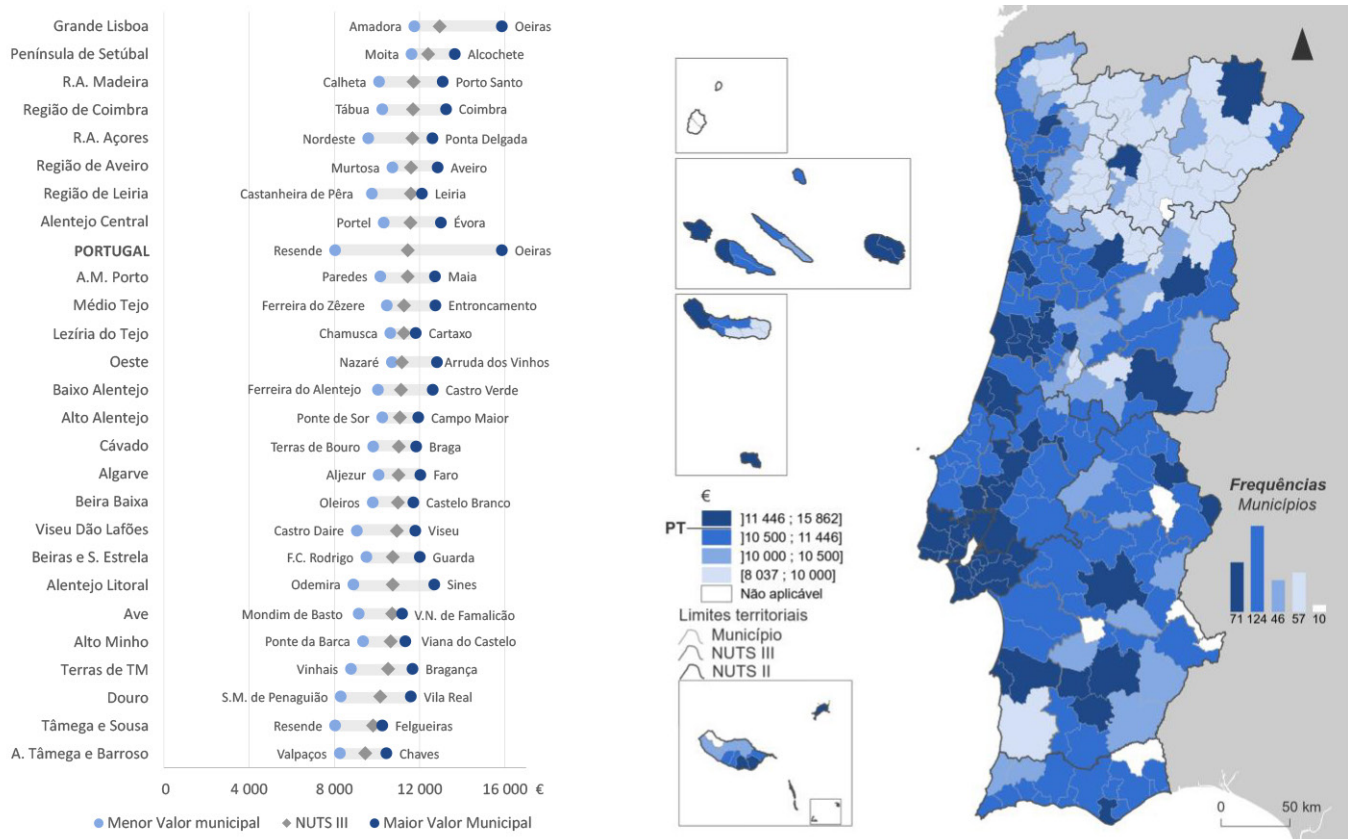 Grande Lisboa Amadora Oeiras
Península de Setúbal Moita Alcochete
R.A. Madeira Calheta Porto Santo
Região de Coimbra Tábua Coimbra
R.A. Açores Nordeste Ponta Delgada
Região de Aveiro Murtosa Aveiro
Região de Leiria Castanheira de Pêra Leiria
Alentejo Central Portel Évora
PORTUGAL Resende Oeiras
A.M. Porto Paredes Maia
Médio Tejo Ferreira do Zêzere Entroncamento
Lezíria do Tejo Chamusca Cartaxo
Oeste Nazaré Arruda dos Vinhos
Baixo Alentejo Ferreira do Alentejo Castro Verde
Alto Alentejo Ponte de Sor Campo Maior
Cávado Terras de Bouro Braga
Algarve Aljezur Faro
Beira Baixa Oleiros Castelo Branco
Viseu Dão Lafões Castro Daire Viseu
Beiras e S. Estrela F.C. Rodrigo Guarda
Alentejo Litoral Odemira Sines
Ave Mondim de Basto V.N. de Famalicão
Alto Minho Ponte da Barca Viana do Castelo
Terras de TM Vinhais Bragança
Douro S.M. de Penaguião Vila Real
Tâmega e Sousa Resende Felgueiras
A. Tâmega e Barroso Valpaços Chaves
0 4 000 8 000 12 000 16 000 €
Menor Valor municipal NUTS III Maior Valor Municipal
€
PT
]11 446 ; 15 862]
]10 500 ; 11 446]
]10 000 ; 10 500]
[8 037 ; 10 000]
Não aplicável
Limites territoriais
Município
NUTS III
NUTS II
Frequências
Municípios
71 124 46 57 10
0 50 km